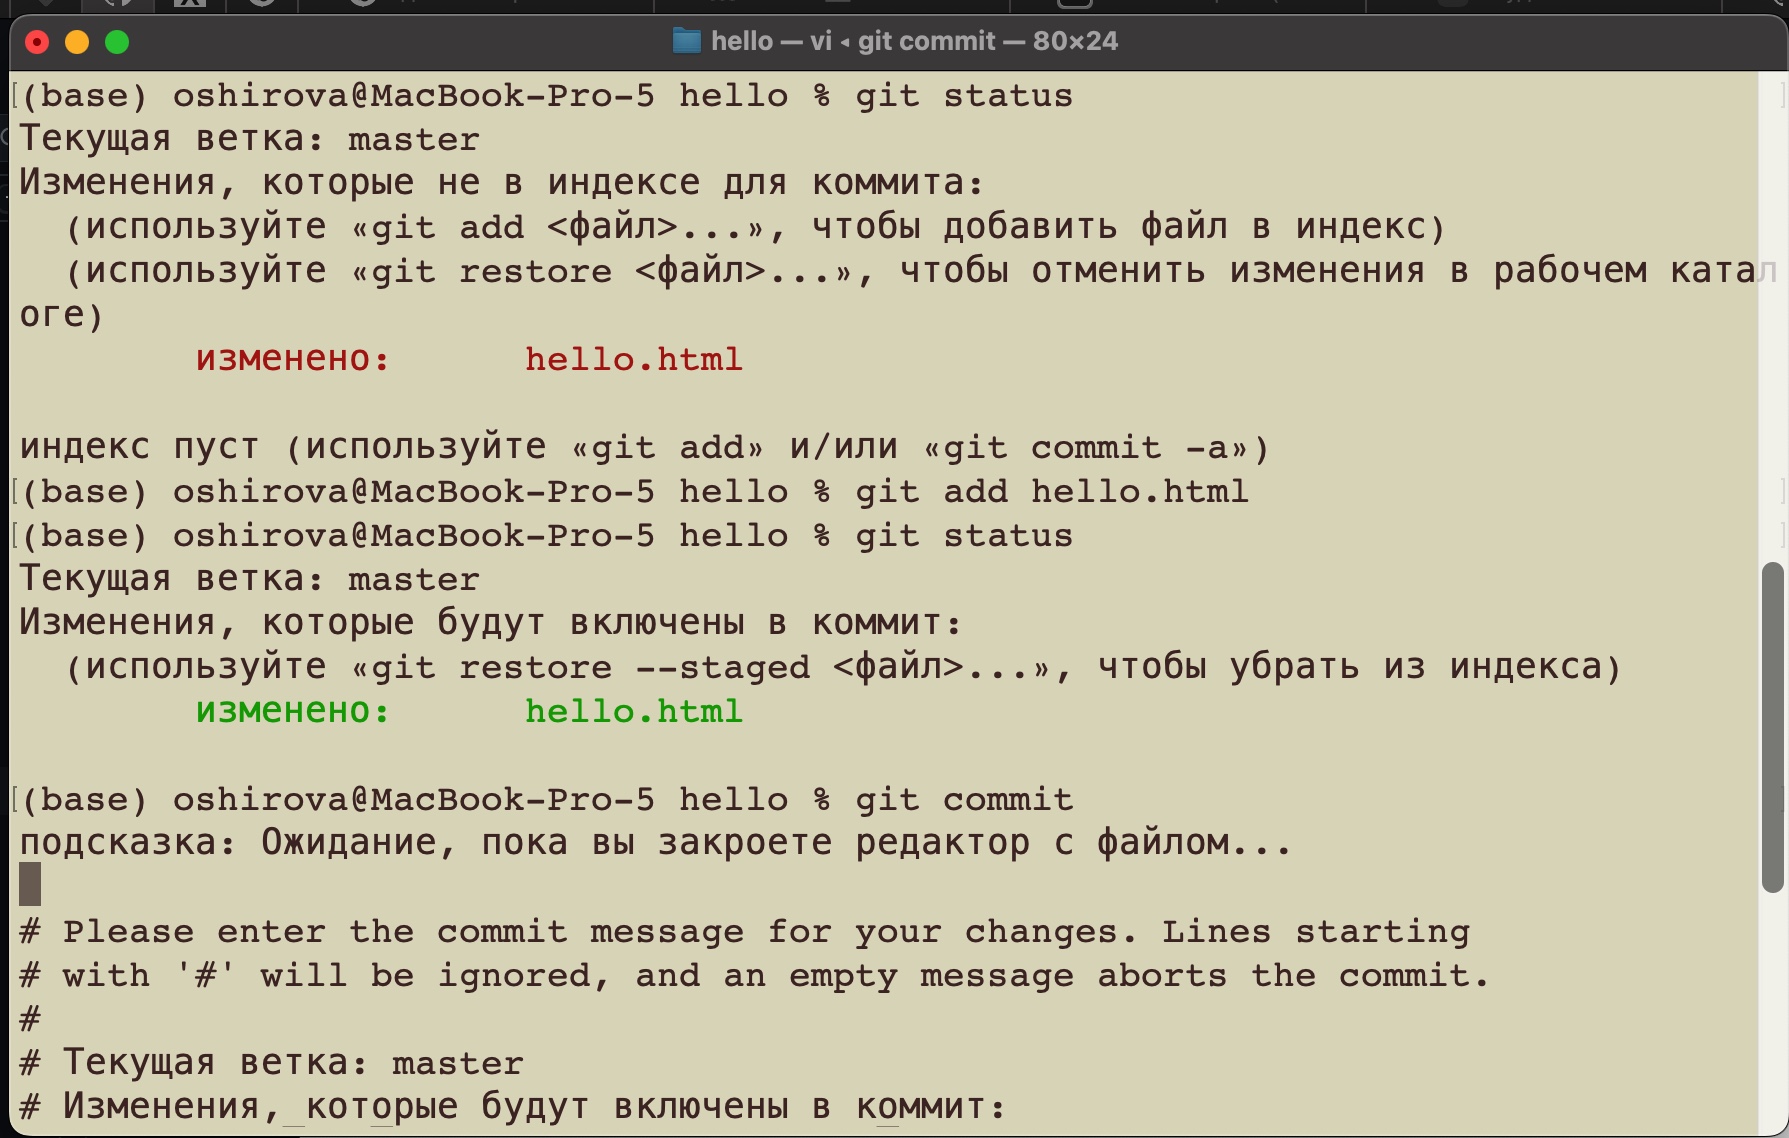 hello — vi ◂ git commit — 80×24
[(base) oshirova@MacBook-Pro-5 hello % git status ]
Текущая ветка: master
Изменения, которые не в индексе для коммита:
  (используйте «git add <файл>...», чтобы добавить файл в индекс)
  (используйте «git restore <файл>...», чтобы отменить изменения в рабочем катал
оге)
        изменено:      hello.html
индекс пуст (используйте «git add» и/или «git commit -a»)
[(base) oshirova@MacBook-Pro-5 hello % git add hello.html ]
[(base) oshirova@MacBook-Pro-5 hello % git status ]
Текущая ветка: master
Изменения, которые будут включены в коммит:
  (используйте «git restore --staged <файл>...», чтобы убрать из индекса)
        изменено:      hello.html
[(base) oshirova@MacBook-Pro-5 hello % git commit ]
подсказка: Ожидание, пока вы закроете редактор с файлом...
# Please enter the commit message for your changes. Lines starting
# with '#' will be ignored, and an empty message aborts the commit.
#
# Текущая ветка: master
# Изменения, которые будут включены в коммит: